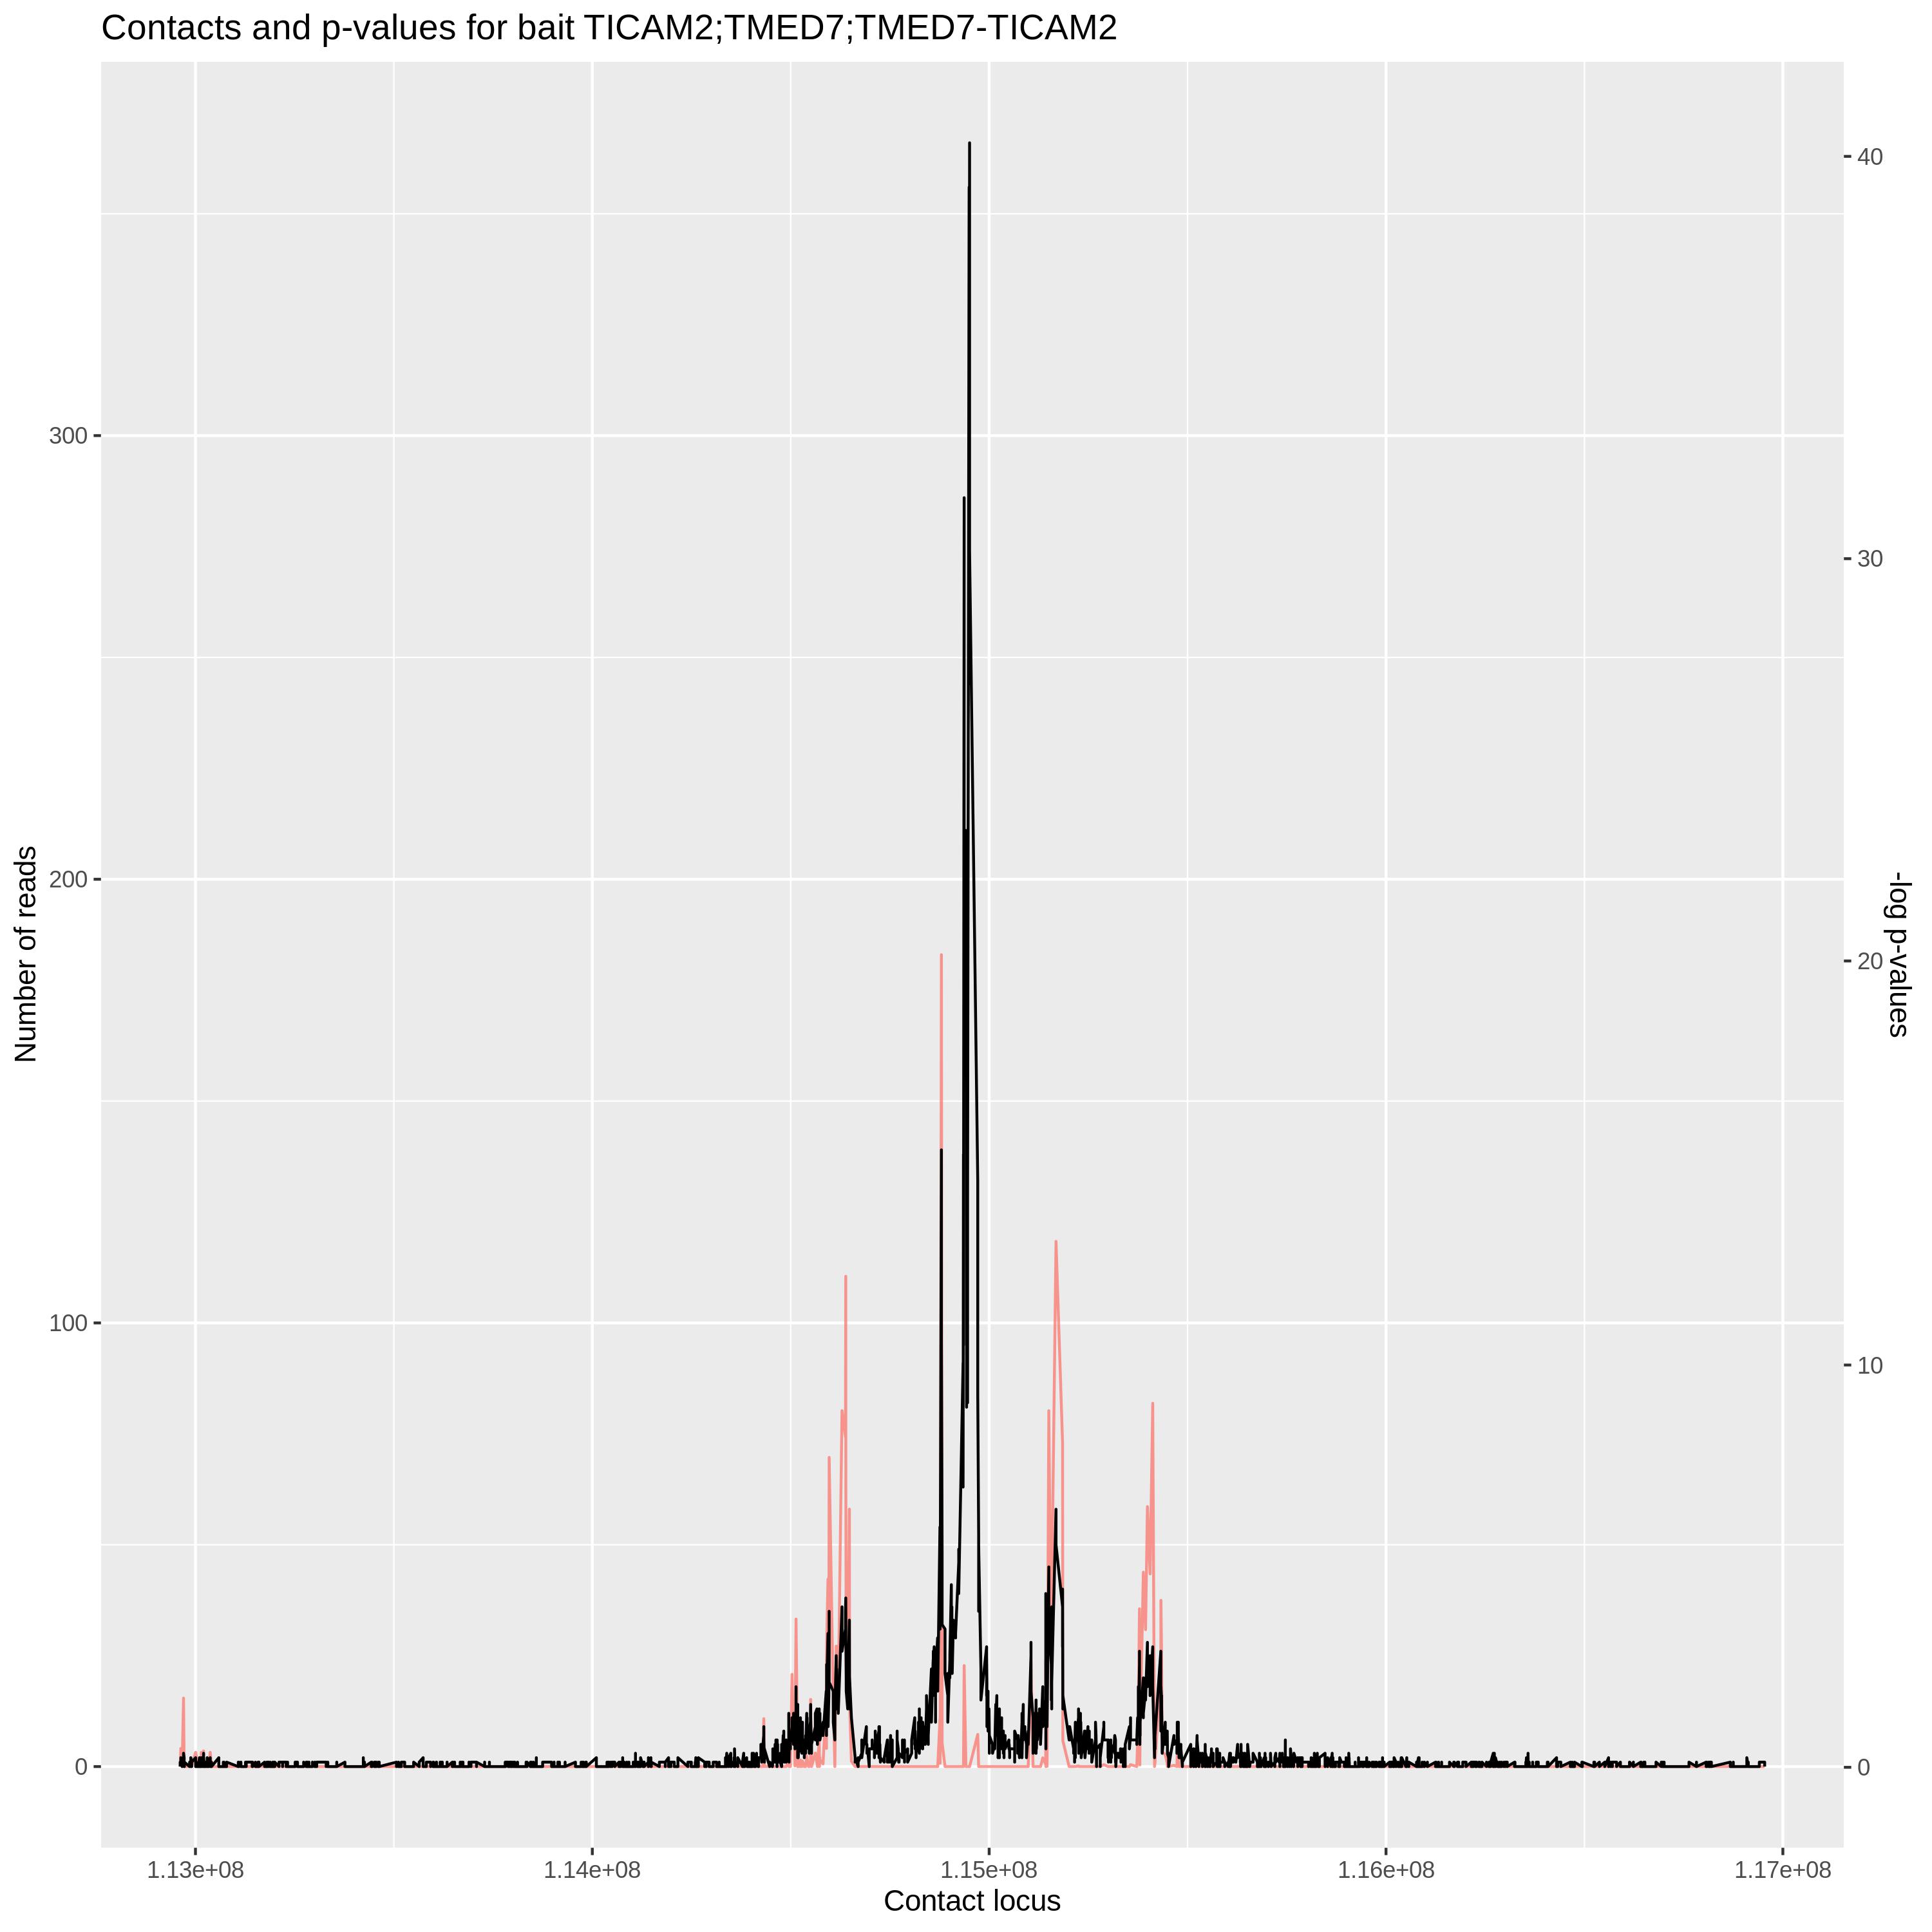 Contacts and p-values for bait TICAM2;TMED7;TMED7-TICAM2
40
300
30
200
20
Number of reads
-log p-values
100
10
0
0
1.13e+08
1.14e+08
1.15e+08
1.16e+08
1.17e+08
Contact locus